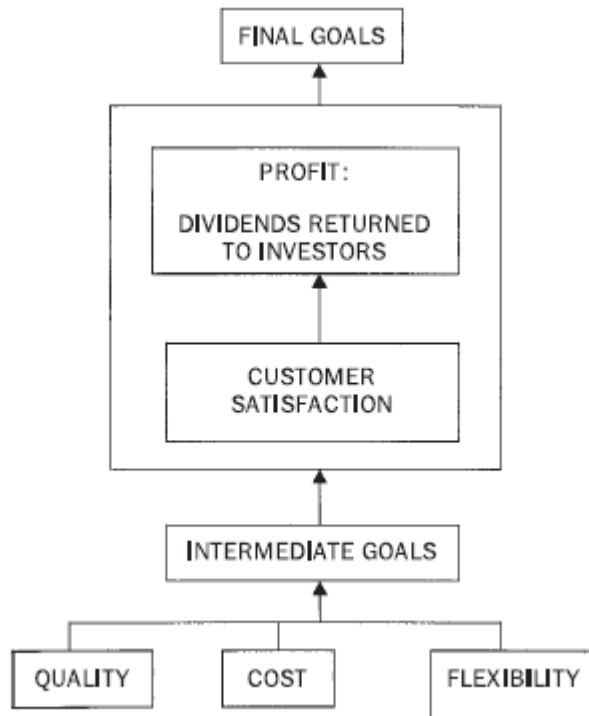 FINAL GOALS
PROFIT:
DIVIDENDS RETURNED
TO INVESTORS
CUSTOMER
SATISFACTION
INTERMEDIATE GOALS
QUALITY
COST
FLEXIBILITY